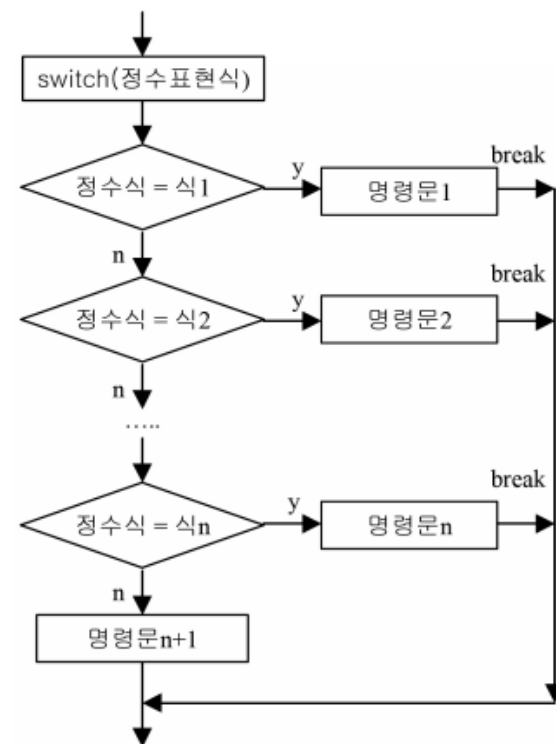 switch(정수표현식)
break
정수식 = 식1
y
명령문1
n
break
정수식 = 식2
y
명령문2
n
.....
break
정수식 = 식n
y
명령문n
n
명령문n+1